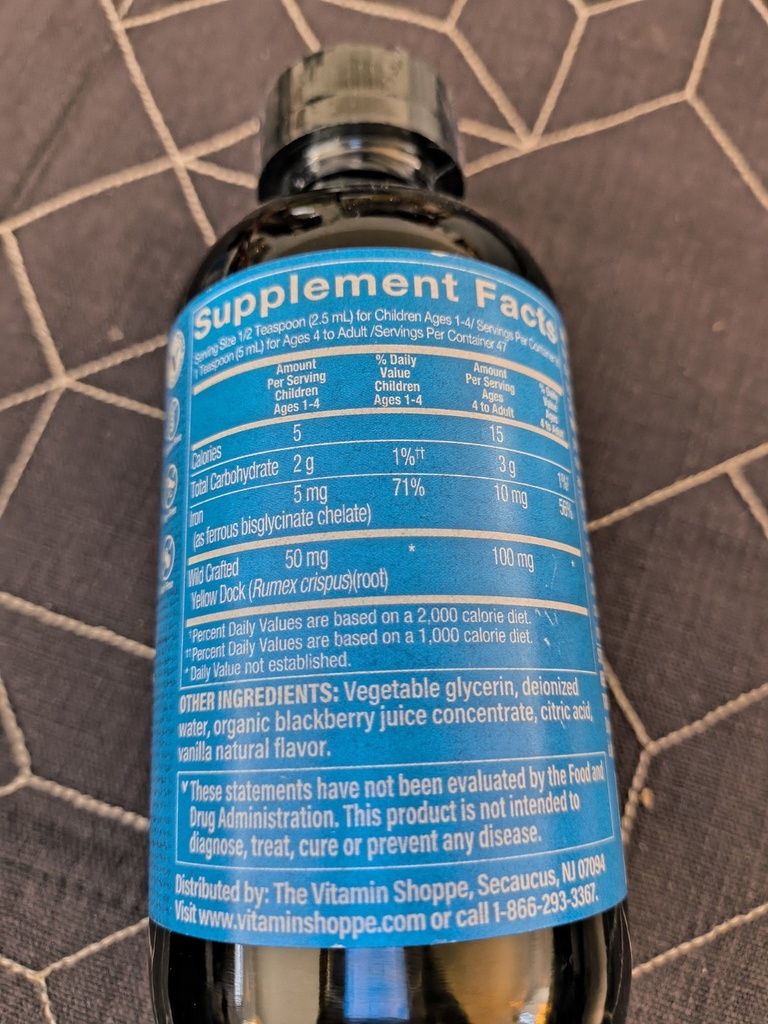 Supplement Facts
Serving Size 1/2 Teaspoon (2.5 mL) for Children Ages 1-4/ Servings Per Container
1 Teaspoon (5 mL) for Ages 4 to Adult /Servings Per Container 47
Amount Per Serving Children Ages 1-4 % Daily Value Children Ages 1-4 Amount Per Serving Ages 4 to Adult % Daily Value Ages 4 to Adult
Calories 5 15
Total Carbohydrate 2 g 1%†† 3 g 1%†
Iron 5 mg 71% 10 mg 56%
(as ferrous bisglycinate chelate)
Wild Crafted 50 mg * 100 mg *
Yellow Dock (Rumex crispus)(root)
†Percent Daily Values are based on a 2,000 calorie diet.
††Percent Daily Values are based on a 1,000 calorie diet.
* Daily Value not established.
OTHER INGREDIENTS: Vegetable glycerin, deionized
water, organic blackberry juice concentrate, citric acid,
vanilla natural flavor.
These statements have not been evaluated by the Food and
Drug Administration. This product is not intended to
diagnose, treat, cure or prevent any disease.
Distributed by: The Vitamin Shoppe, Secaucus, NJ 07094
Visit www.vitaminshoppe.com or call 1-866-293-3367.